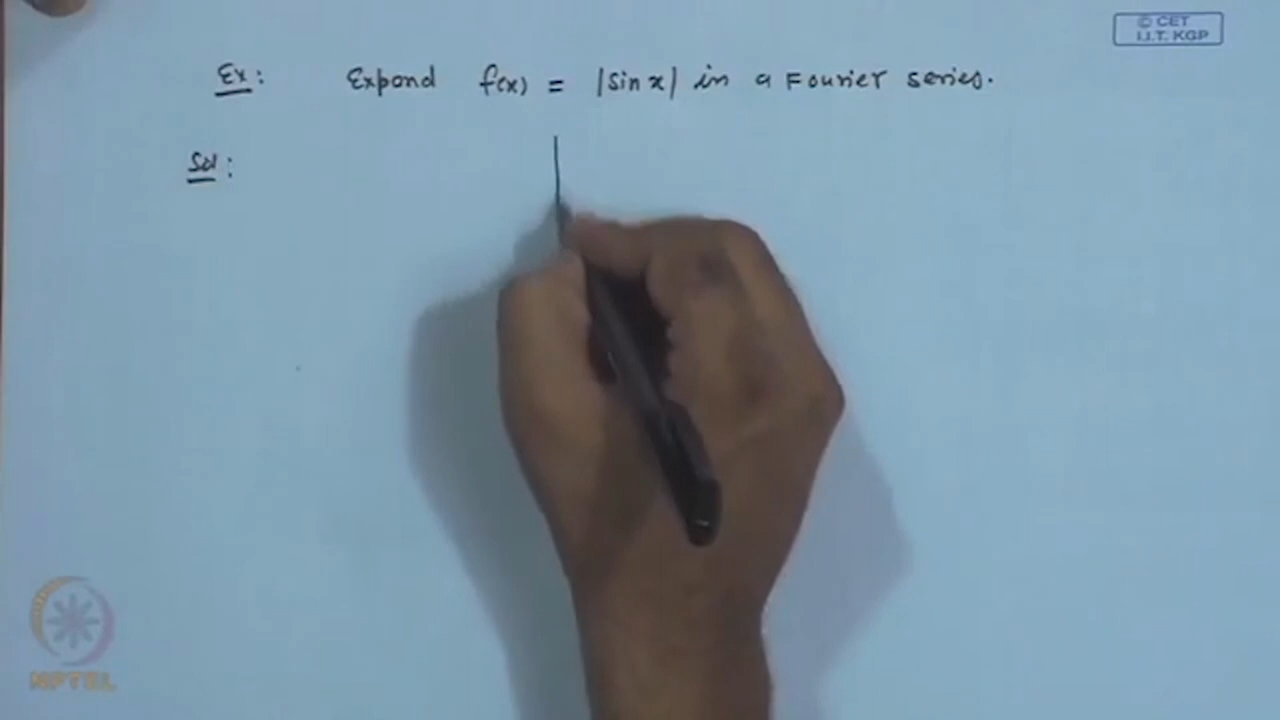 © CET
I.I.T. KGP
Ex: Expand f(x) = |sin x| in a Fourier series.
Sol:
NPTEL